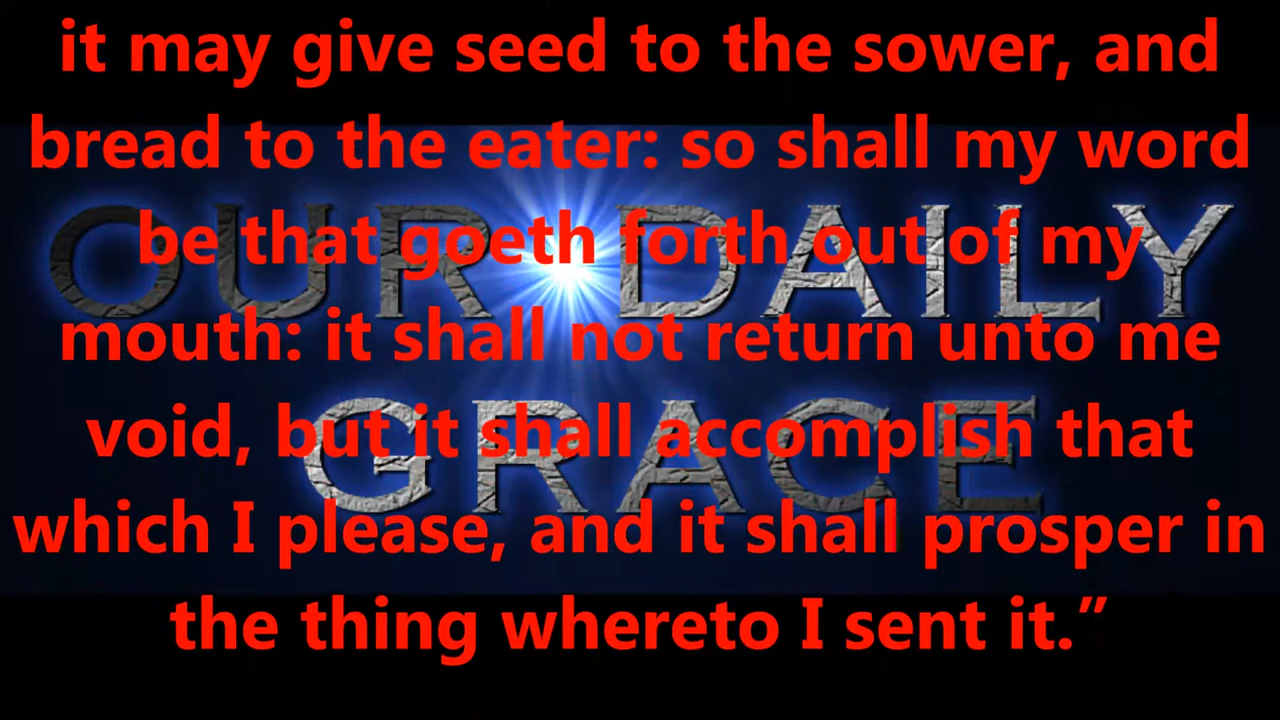 it may give seed to the sower, and
bread to the eater: so shall my word
OUR DAILY
be that goeth forth out of my
mouth: it shall not return unto me
GRACE
void, but it shall accomplish that
which I please, and it shall prosper in
the thing whereto I sent it.”